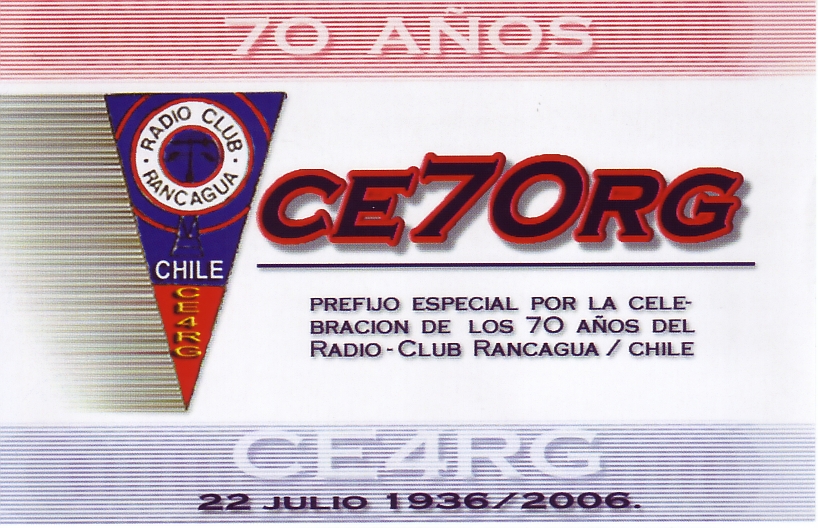 70 AÑOS
RADIO CLUB
RANCAGUA
CHILE
CE4RG
CE70RG
PREFIJO ESPECIAL POR LA CELE-
BRACION DE LOS 70 AÑOS DEL
RADIO-CLUB RANCAGUA / CHILE
CE4RG
22 JULIO 1936/2006.